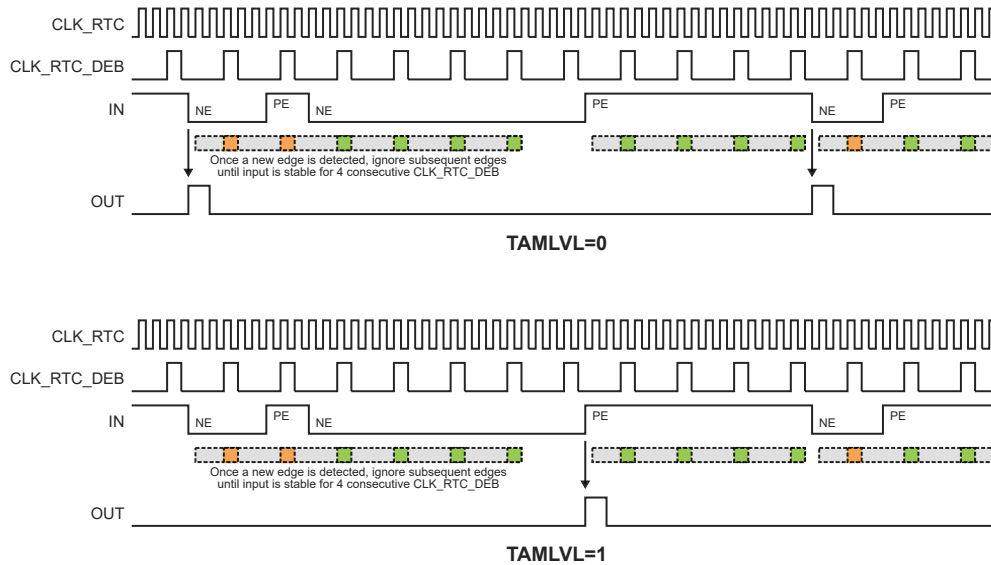 CLK_RTC
CLK_RTC_DEB
IN
NE
PE
NE
PE
NE
PE
Once a new edge is detected, ignore subsequent edges
until input is stable for 4 consecutive CLK_RTC_DEB
OUT
TAMLVL=0
CLK_RTC
CLK_RTC_DEB
IN
NE
PE
NE
PE
NE
PE
Once a new edge is detected, ignore subsequent edges
until input is stable for 4 consecutive CLK_RTC_DEB
OUT
TAMLVL=1